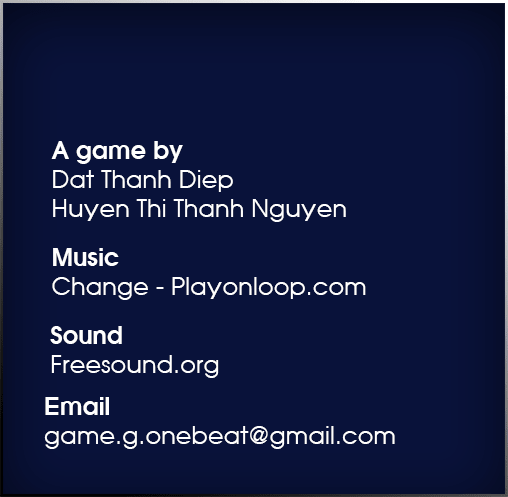 A game by
Dat Thanh Diep
Huyen Thi Thanh Nguyen
Music
Change - Playonloop.com
Sound
Freesound.org
Email
game.g.onebeat@gmail.com